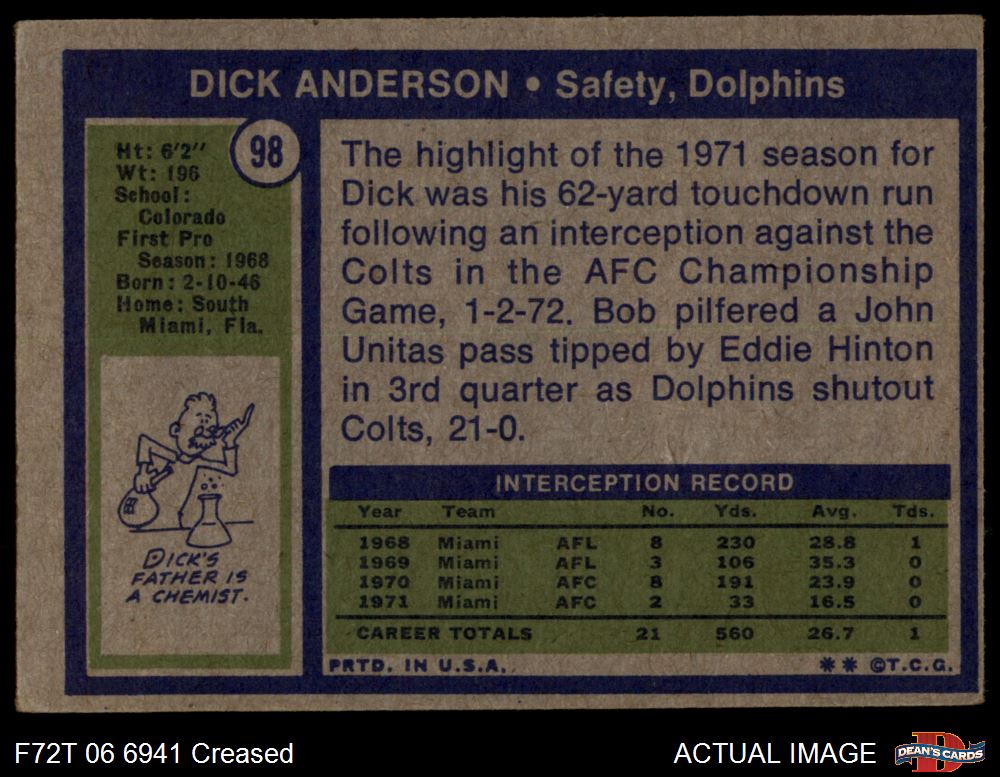 DICK ANDERSON • Safety, Dolphins
98
Ht: 6'2"
Wt: 196
School:
Colorado
First Pro
Season: 1968
Born: 2-10-46
Home: South
Miami, Fla.
DICK'S
FATHER IS
A CHEMIST.
The highlight of the 1971 season for
Dick was his 62-yard touchdown run
following an interception against the
Colts in the AFC Championship
Game, 1-2-72. Bob pilfered a John
Unitas pass tipped by Eddie Hinton
in 3rd quarter as Dolphins shutout
Colts, 21-0.
INTERCEPTION RECORD
Year Team No. Yds. Avg. Tds.
1968 Miami AFL 8 230 28.8 1
1969 Miami AFL 3 106 35.3 0
1970 Miami AFC 8 191 23.9 0
1971 Miami AFC 2 33 16.5 0
CAREER TOTALS 21 560 26.7 1
PRTD. IN U.S.A. ** ©T.C.G.
F72T 06 6941 Creased
ACTUAL IMAGE
D
DEAN'S CARDS